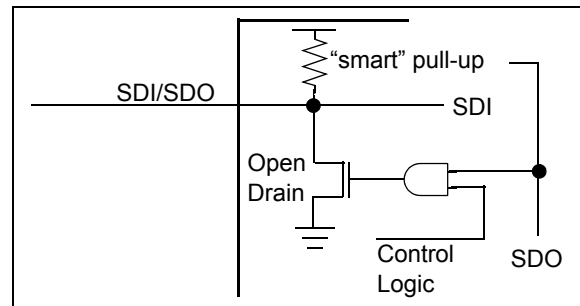 “smart” pull-up
SDI/SDO
SDI
Open
Drain
Control
Logic
SDO